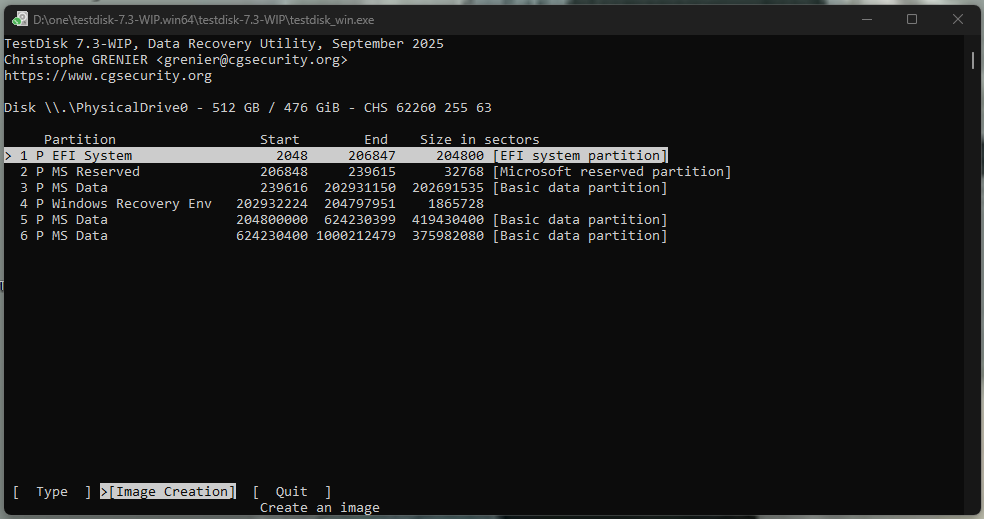 D:\one\testdisk-7.3-WIP.win64\testdisk-7.3-WIP\testdisk_win.exe
TestDisk 7.3-WIP, Data Recovery Utility, September 2025
Christophe GRENIER <grenier@cgsecurity.org>
https://www.cgsecurity.org
Disk \\.\PhysicalDrive0 - 512 GB / 476 GiB - CHS 62260 255 63
     Partition                  Start        End    Size in sectors
> 1 P EFI System                  2048     206847     204800 [EFI system partition]
  2 P MS Reserved               206848     239615      32768 [Microsoft reserved partition]
  3 P MS Data                   239616  202931150  202691535 [Basic data partition]
  4 P Windows Recovery Env   202932224  204797951    1865728
  5 P MS Data                204800000  624230399  419430400 [Basic data partition]
  6 P MS Data                624230400 1000212479  375982080 [Basic data partition]
[  Type  ] >[Image Creation]  [  Quit  ]
Create an image